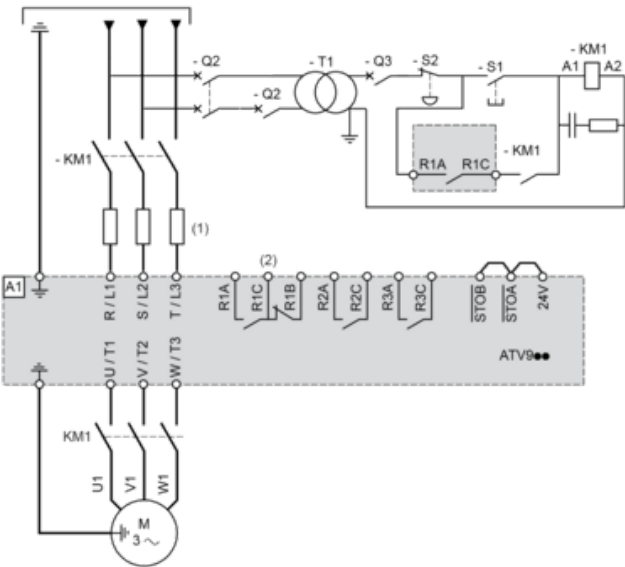 - Q2
- T1
- Q3
- S2
- S1
- KM1
A1 A2
- Q2
- KM1
R1A R1C
- KM1
(1)
(2)
A1
R / L1
S / L2
T / L3
R1A
R1C
R1B
R2A
R2C
R3A
R3C
STOB
STOA
24V
U / T1
V / T2
W / T3
ATV9●●
KM1
U1
V1
W1
M
3 ~